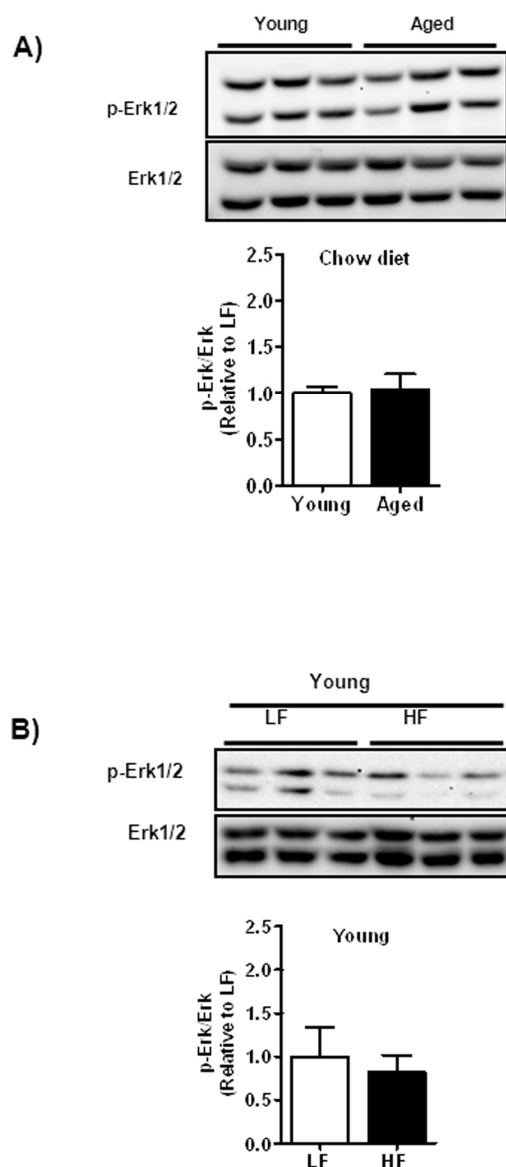 A)
Young Aged
p-Erk1/2
Erk1/2
Chow diet
p-Erk/Erk
(Relative to LF)
2.5
2.0
1.5
1.0
0.5
0.0
Young Aged
B)
Young
LF HF
p-Erk1/2
Erk1/2
Young
p-Erk/Erk
(Relative to LF)
2.5
2.0
1.5
1.0
0.5
0.0
LF HF